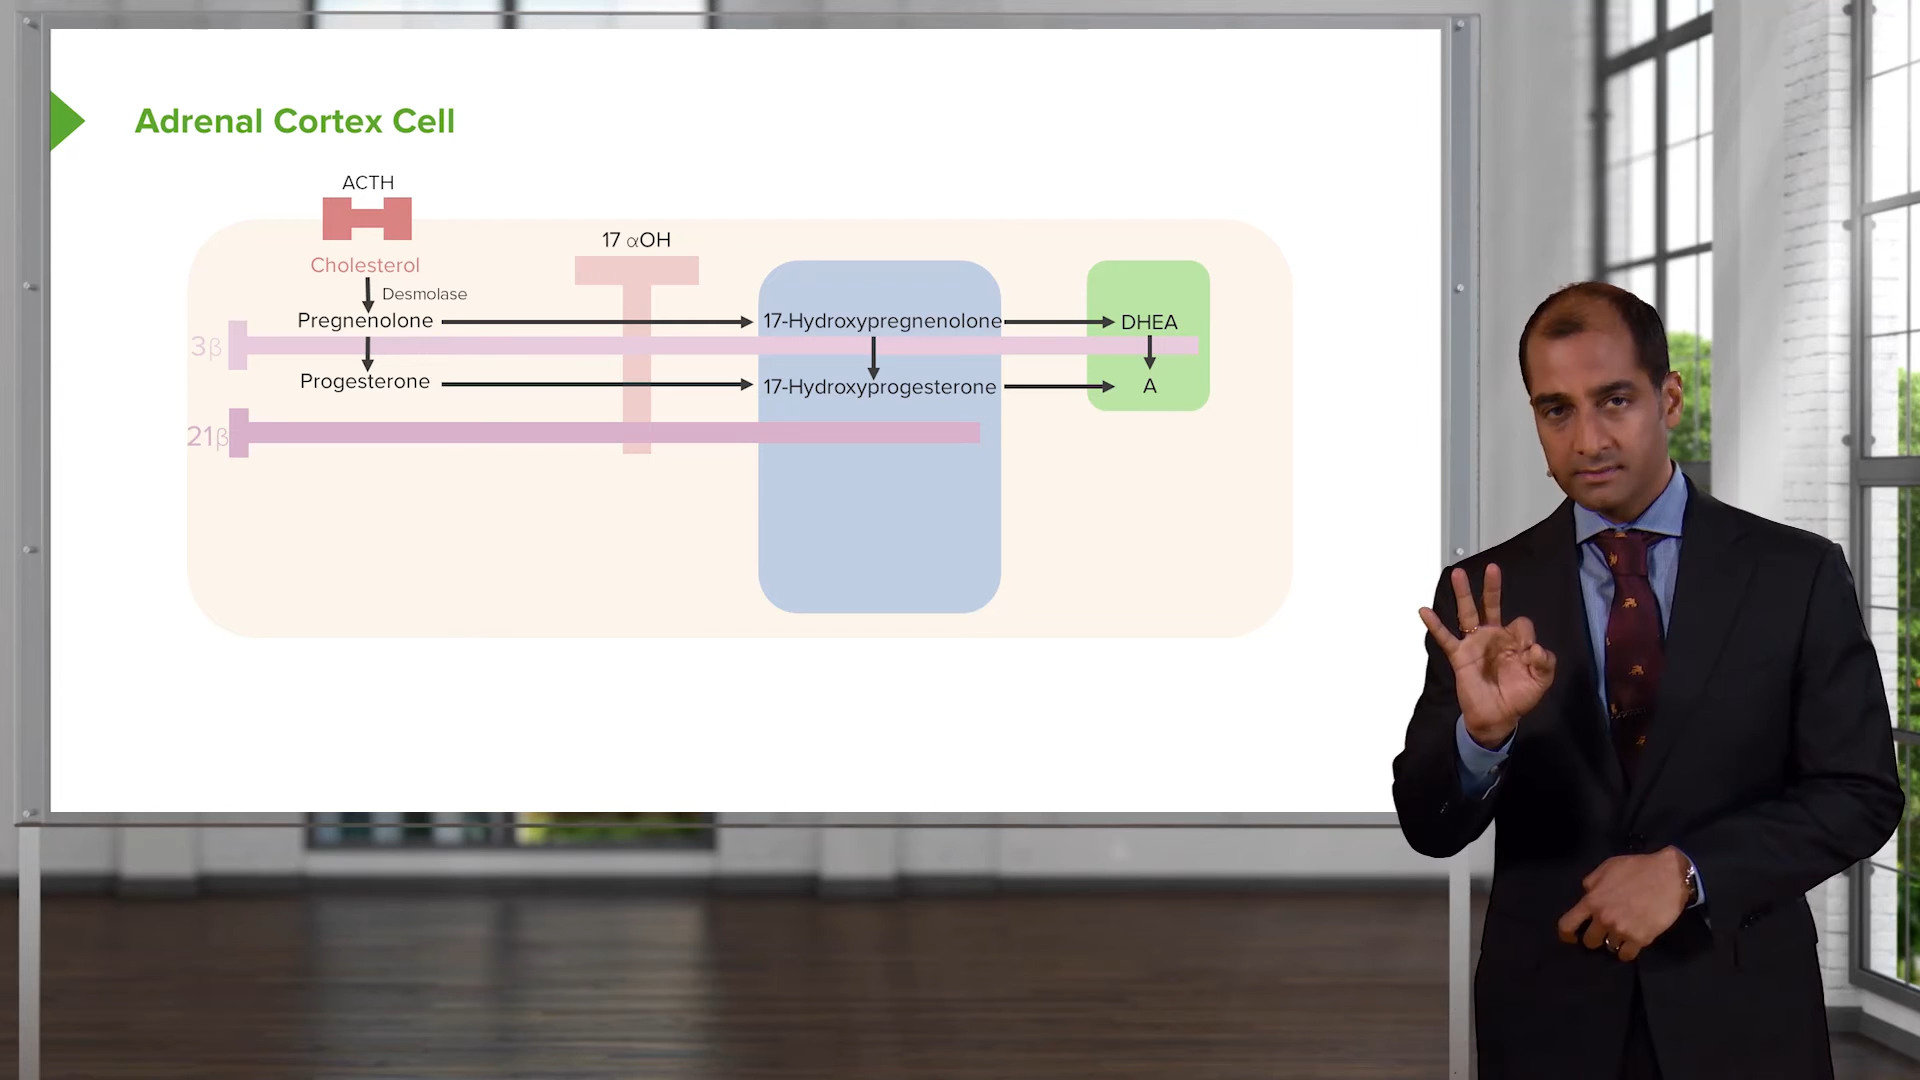 Adrenal Cortex Cell
ACTH
17 αOH
Cholesterol
Desmolase
Pregnenolone
17-Hydroxypregnenolone
DHEA
3β
Progesterone
17-Hydroxyprogesterone
A
21β